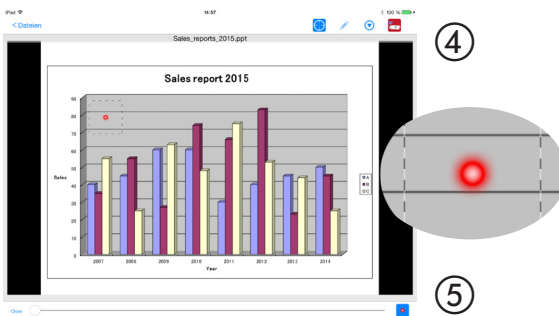 iPad 14:57 100 %
<Dateien
Sales_reports_2015.ppt
④
Sales report 2015
90
80
70
60
50
40
30
20
10
0
Sales
2007 2008 2009 2010 2011 2012 2013 2014
Year
A
B
C
⑤